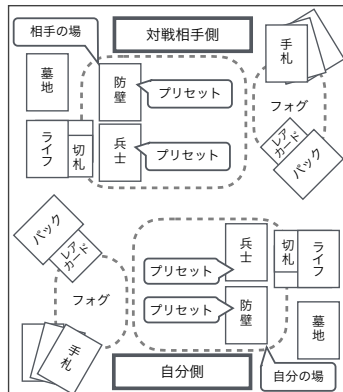 相手の場
対戦相手側
手札
墓地
防壁
プリセット
フォグ
ライフ
切札
兵士
プリセット
レアカード
パック
パック
レアカード
フォグ
手札
兵士
切札
ライフ
プリセット
プリセット
防壁
墓地
自分側
自分の場